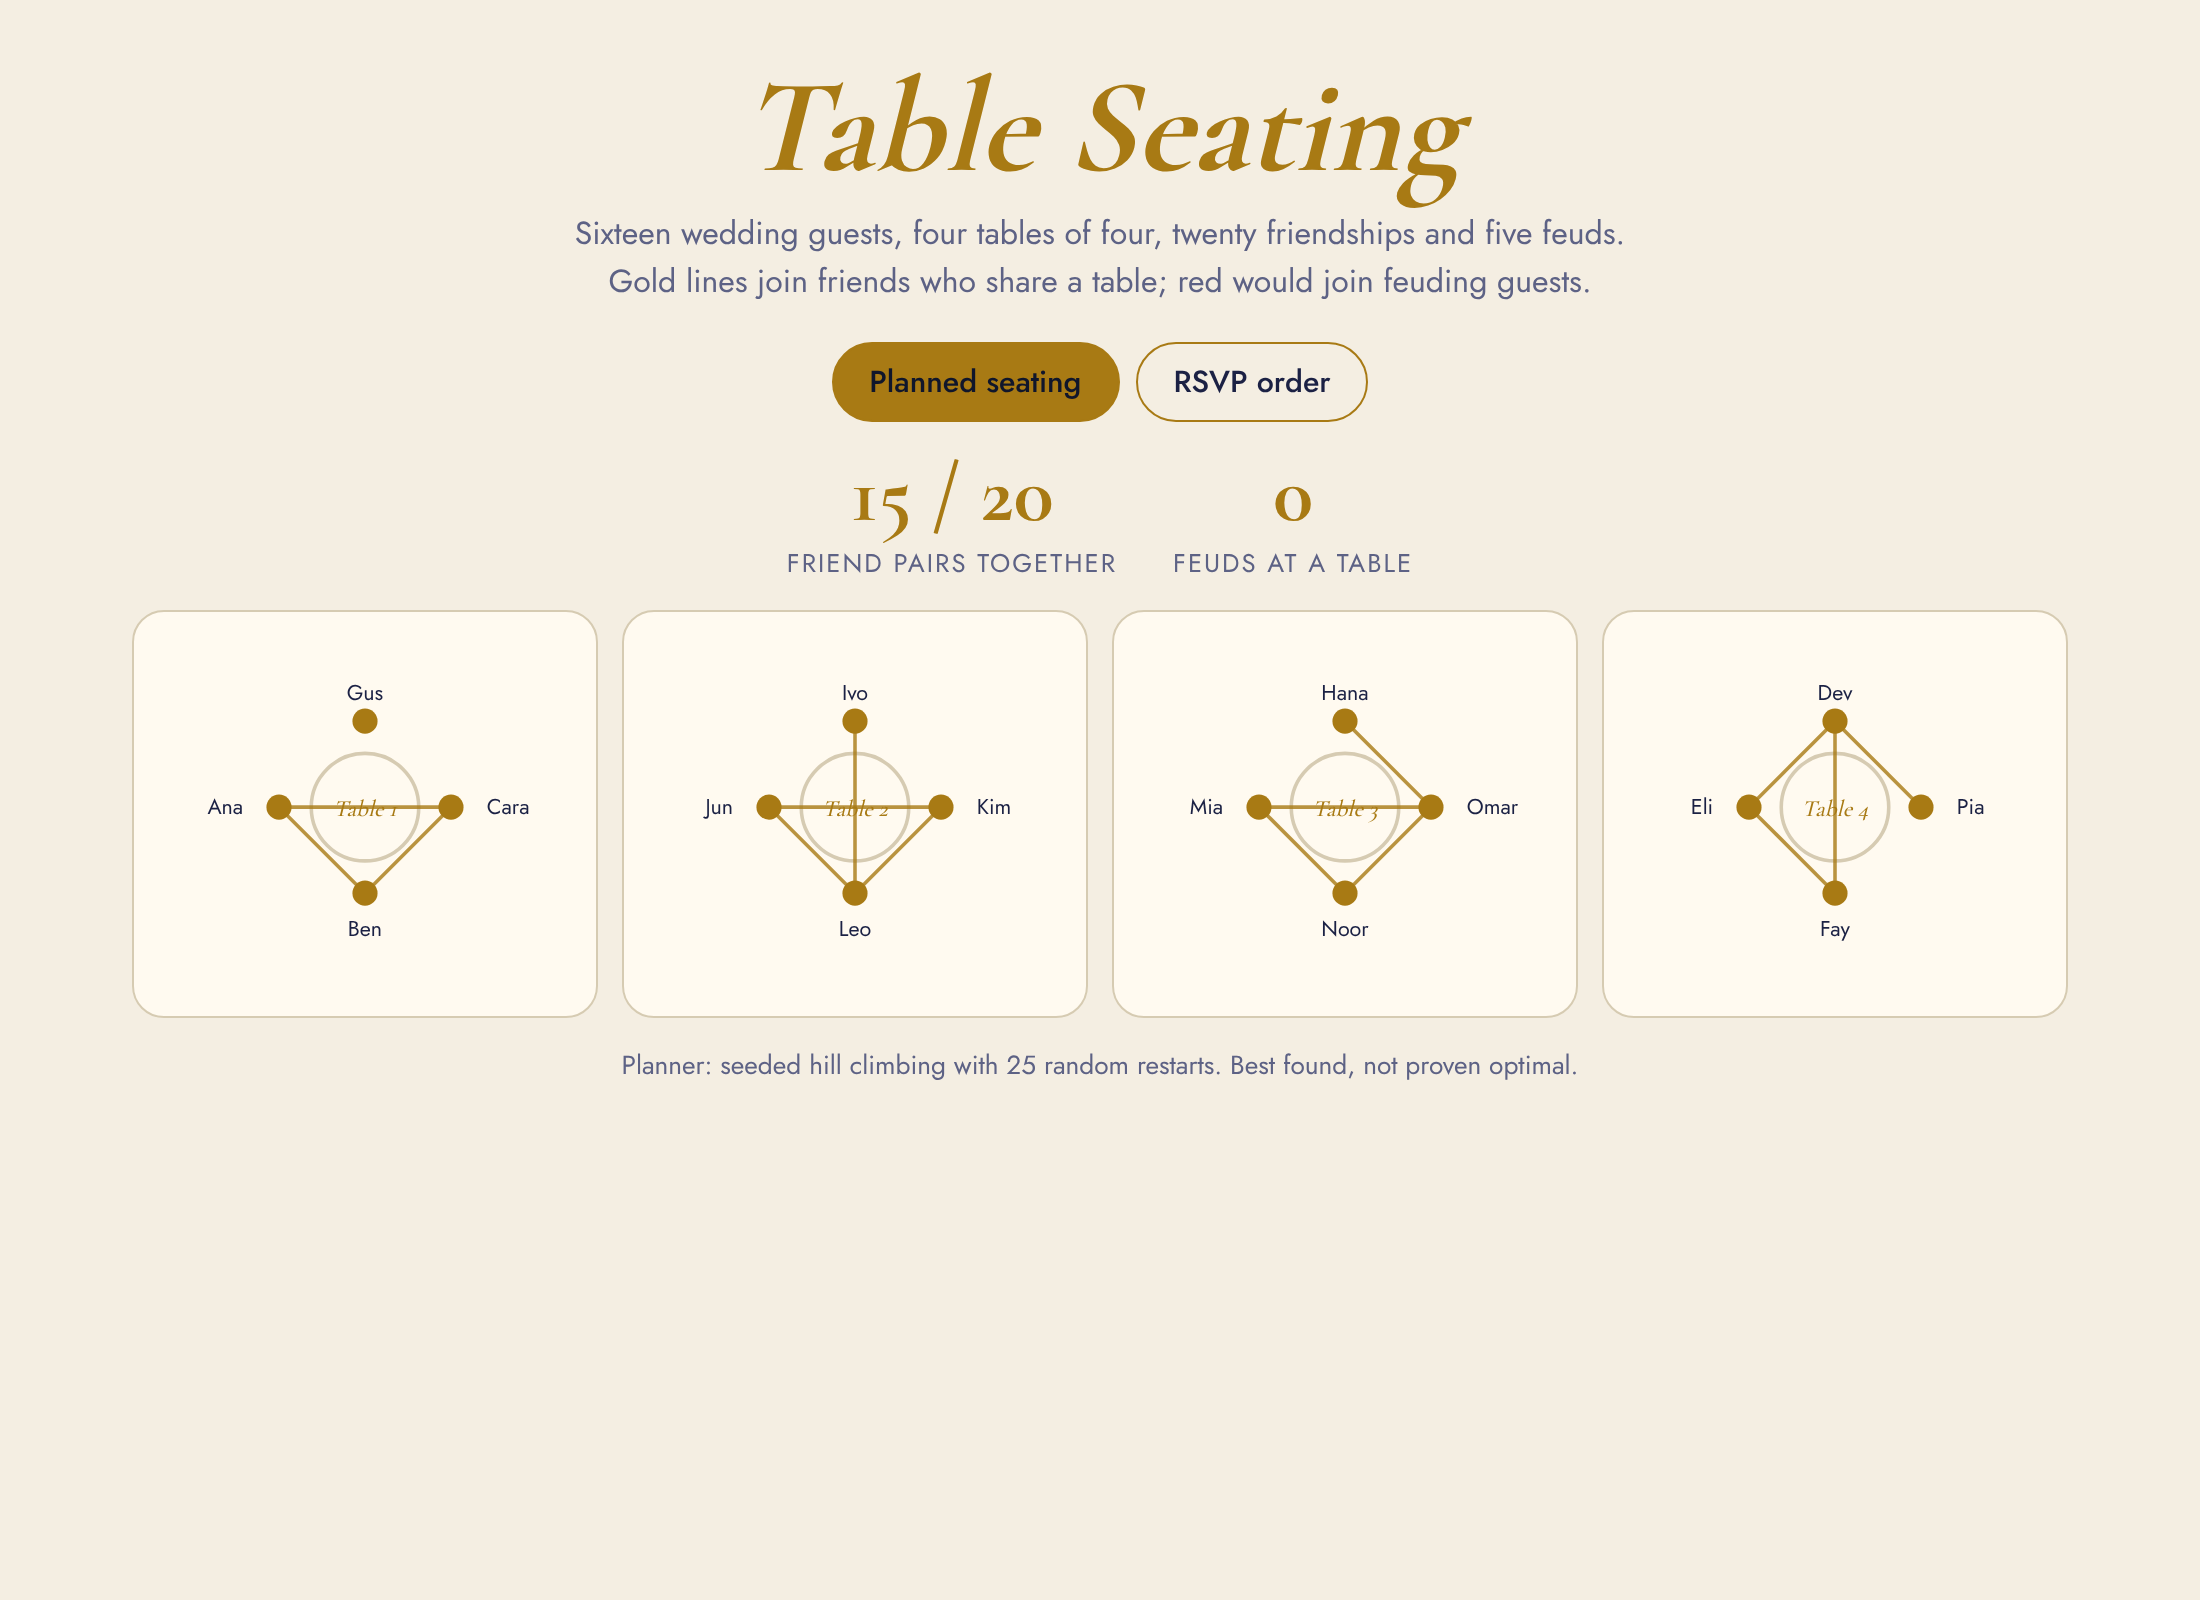 Table Seating
Sixteen wedding guests, four tables of four, twenty friendships and five feuds.
Gold lines join friends who share a table; red would join feuding guests.
Planned seating
RSVP order
15 / 20
FRIEND PAIRS TOGETHER
0
FEUDS AT A TABLE
Gus
Ana
Table 1
Cara
Ben
Ivo
Jun
Table 2
Kim
Leo
Hana
Mia
Table 3
Omar
Noor
Dev
Eli
Table 4
Pia
Fay
Planner: seeded hill climbing with 25 random restarts. Best found, not proven optimal.